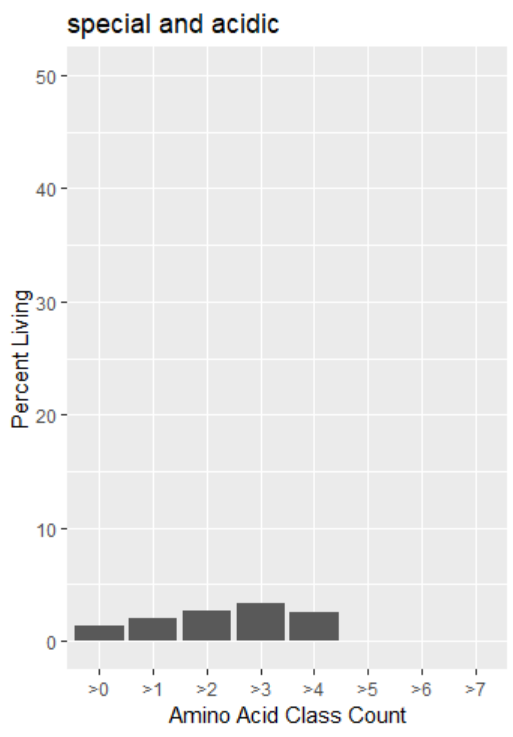 special and acidic
50
40
30
20
10
0
Percent Living
>0 >1 >2 >3 >4 >5 >6 >7
Amino Acid Class Count